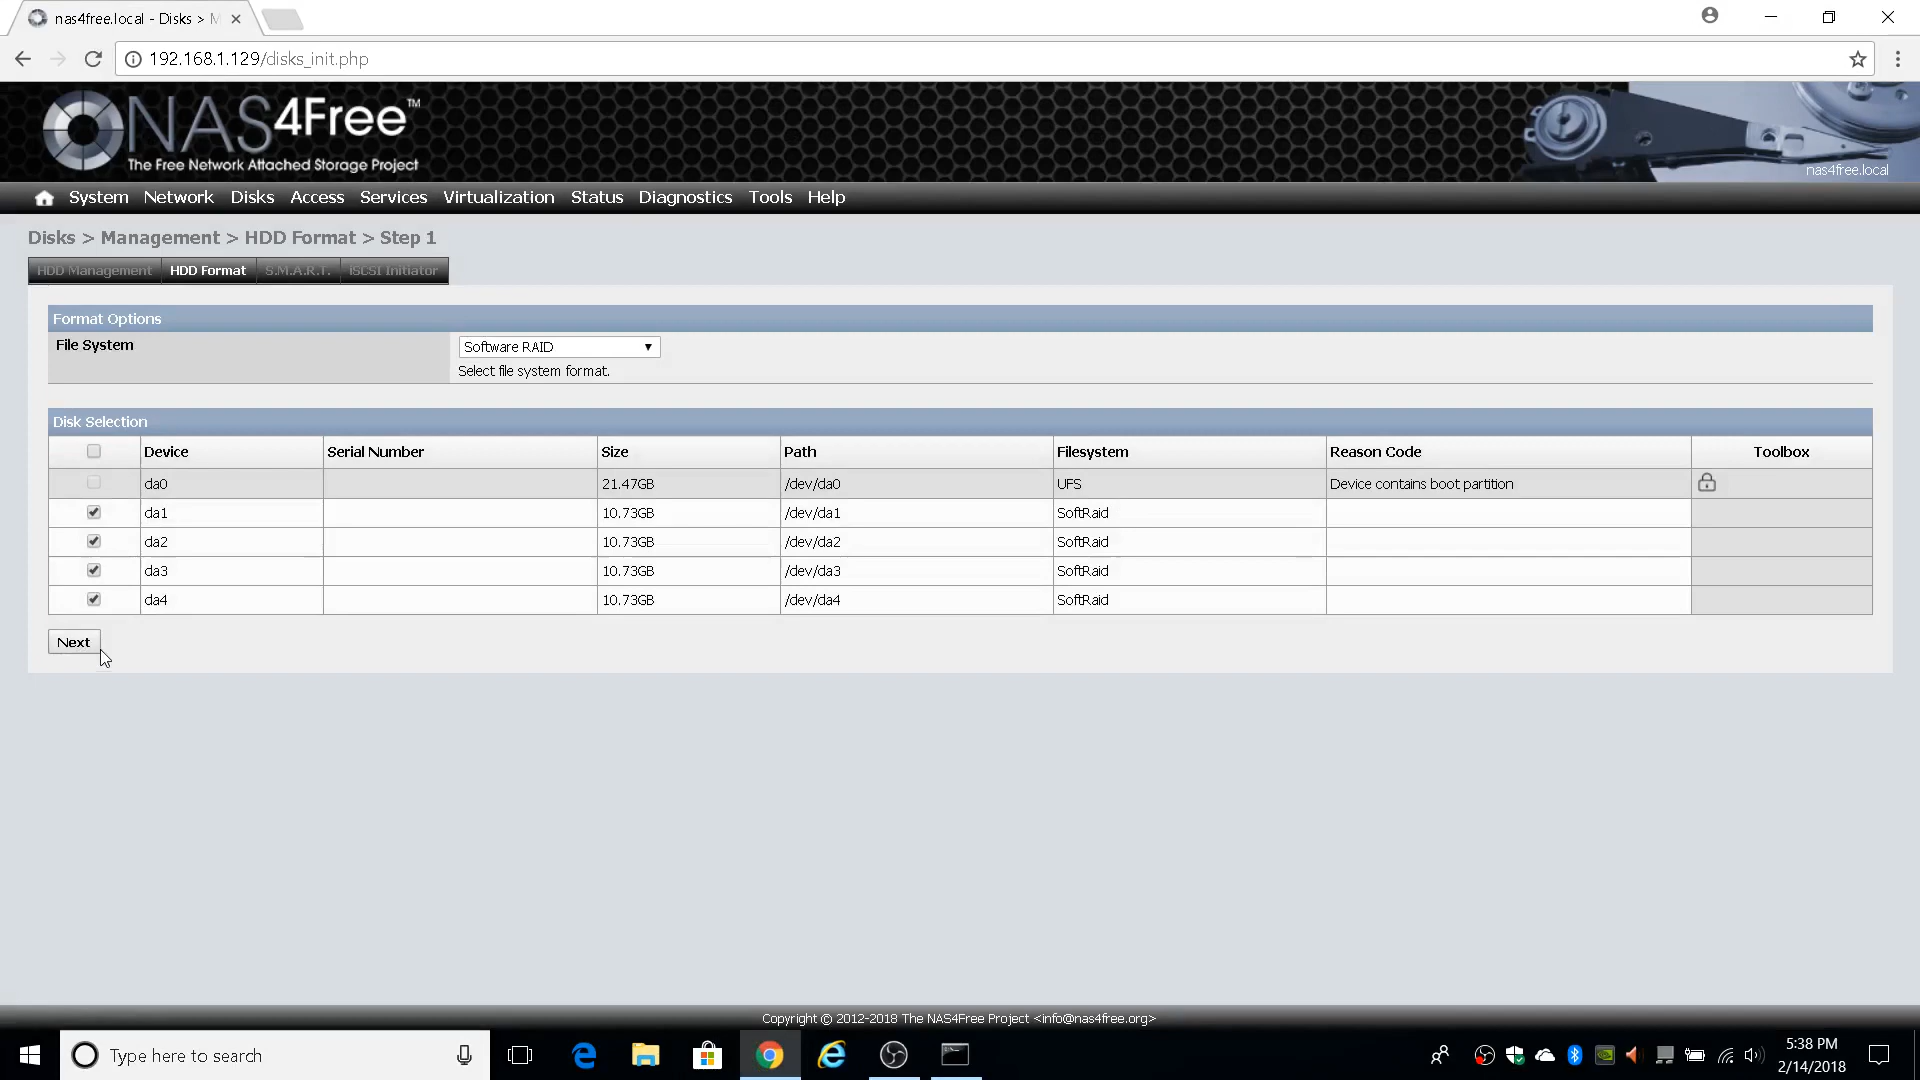 nas4free.local - Disks > M
192.168.1.129/disks_init.php
NAS4Free™
The Free Network Attached Storage Project
nas4free.local
System Network Disks Access Services Virtualization Status Diagnostics Tools Help
Disks > Management > HDD Format > Step 1
HDD Management HDD Format S.M.A.R.T. iSCSI Initiator
Format Options
File System Software RAID
Select file system format.
Disk Selection
Device Serial Number Size Path Filesystem Reason Code Toolbox
da0 21.47GB /dev/da0 UFS Device contains boot partition
da1 10.73GB /dev/da1 SoftRaid
da2 10.73GB /dev/da2 SoftRaid
da3 10.73GB /dev/da3 SoftRaid
da4 10.73GB /dev/da4 SoftRaid
Next
Copyright © 2012-2018 The NAS4Free Project <info@nas4free.org>
Type here to search
5:38 PM
2/14/2018